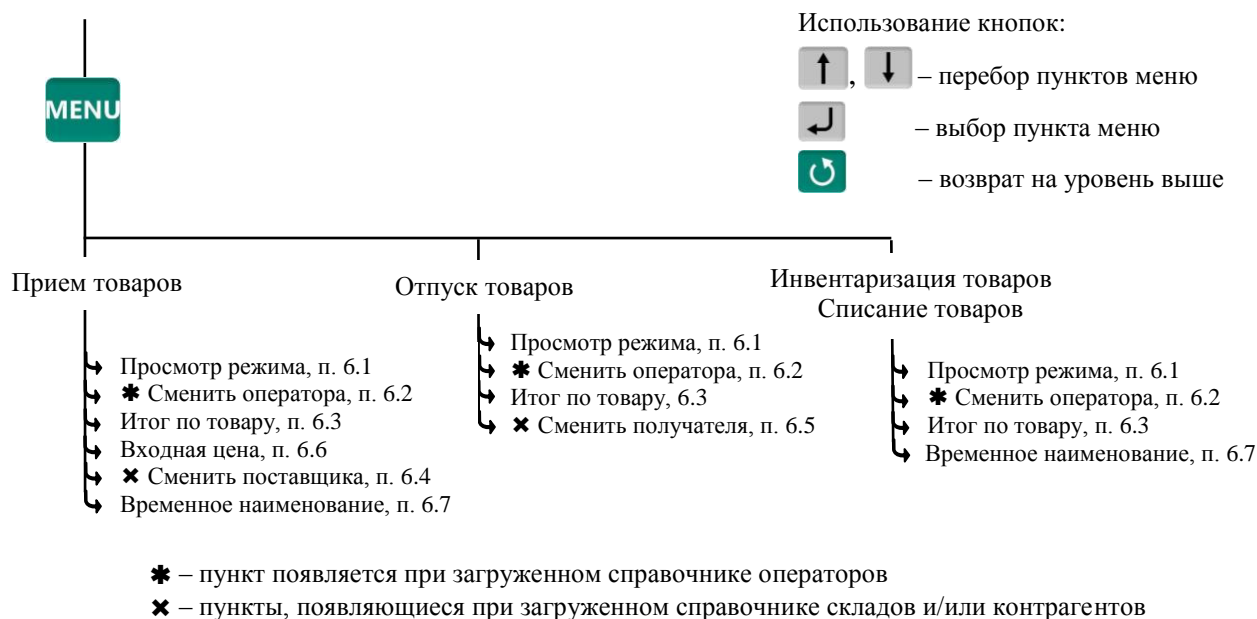 Использование кнопок:
, – перебор пунктов меню
MENU
– выбор пункта меню
– возврат на уровень выше
Прием товаров
Просмотр режима, п. 6.1
✱ Сменить оператора, п. 6.2
Итог по товару, п. 6.3
Входная цена, п. 6.6
✖ Сменить поставщика, п. 6.4
Временное наименование, п. 6.7
Отпуск товаров
Просмотр режима, п. 6.1
✱ Сменить оператора, п. 6.2
Итог по товару, 6.3
✖ Сменить получателя, п. 6.5
Инвентаризация товаров
Списание товаров
Просмотр режима, п. 6.1
✱ Сменить оператора, п. 6.2
Итог по товару, п. 6.3
Временное наименование, п. 6.7
✱ – пункт появляется при загруженном справочнике операторов
✖ – пункты, появляющиеся при загруженном справочнике складов и/или контрагентов